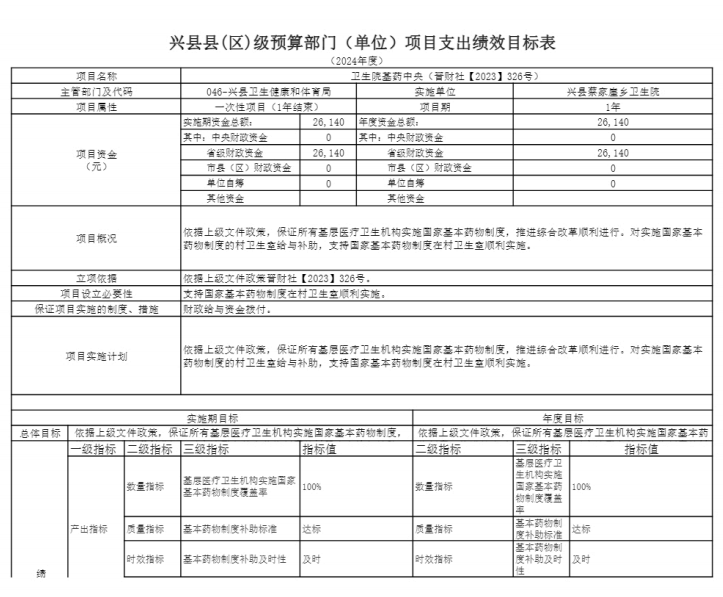 兴县县(区)级预算部门（单位）项目支出绩效目标表
（2024年度）
项目名称 卫生院基药中央（晋财社【2023】326号）
主管部门及代码 046-兴县卫生健康和体育局 实施单位 兴县蔡家崖乡卫生院
项目属性 一次性项目（1年结束） 项目期 1年
项目资金
（元）
实施期资金总额： 26,140 年度资金总额： 26,140
其中：中央财政资金 0 其中：中央财政资金 0
省级财政资金 26,140 省级财政资金 26,140
市县（区）财政资金 0 市县（区）财政资金 0
单位自筹 0 单位自筹 0
其他资金 其他资金
项目概况
依据上级文件政策，保证所有基层医疗卫生机构实施国家基本药物制度，推进综合改革顺利进行。对实施国家基本
药物制度的村卫生室给与补助，支持国家基本药物制度在村卫生室顺利实施。
立项依据 依据上级文件政策晋财社【2023】326号。
项目设立必要性 支持国家基本药物制度在村卫生室顺利实施。
保证项目实施的制度、措施 财政给与资金拨付。
项目实施计划
依据上级文件政策，保证所有基层医疗卫生机构实施国家基本药物制度，推进综合改革顺利进行。对实施国家基本
药物制度的村卫生室给与补助，支持国家基本药物制度在村卫生室顺利实施。
实施期目标 年度目标
总体目标 依据上级文件政策，保证所有基层医疗卫生机构实施国家基本药物制度， 依据上级文件政策，保证所有基层医疗卫生机构实施国家基本药
一级指标 二级指标 三级指标 指标值 二级指标 三级指标 指标值
产出指标
数量指标
基层医疗卫生机构实施国家
基本药物制度覆盖率
100%
数量指标
基层医疗卫
生机构实施
国家基本药
物制度覆盖
率
100%
质量指标 基本药物制度补助标准 达标 质量指标
基本药物制
度补助标准
达标
时效指标 基本药物制度补助及时性 及时 时效指标
基本药物制
度补助及时
性
及时
绩